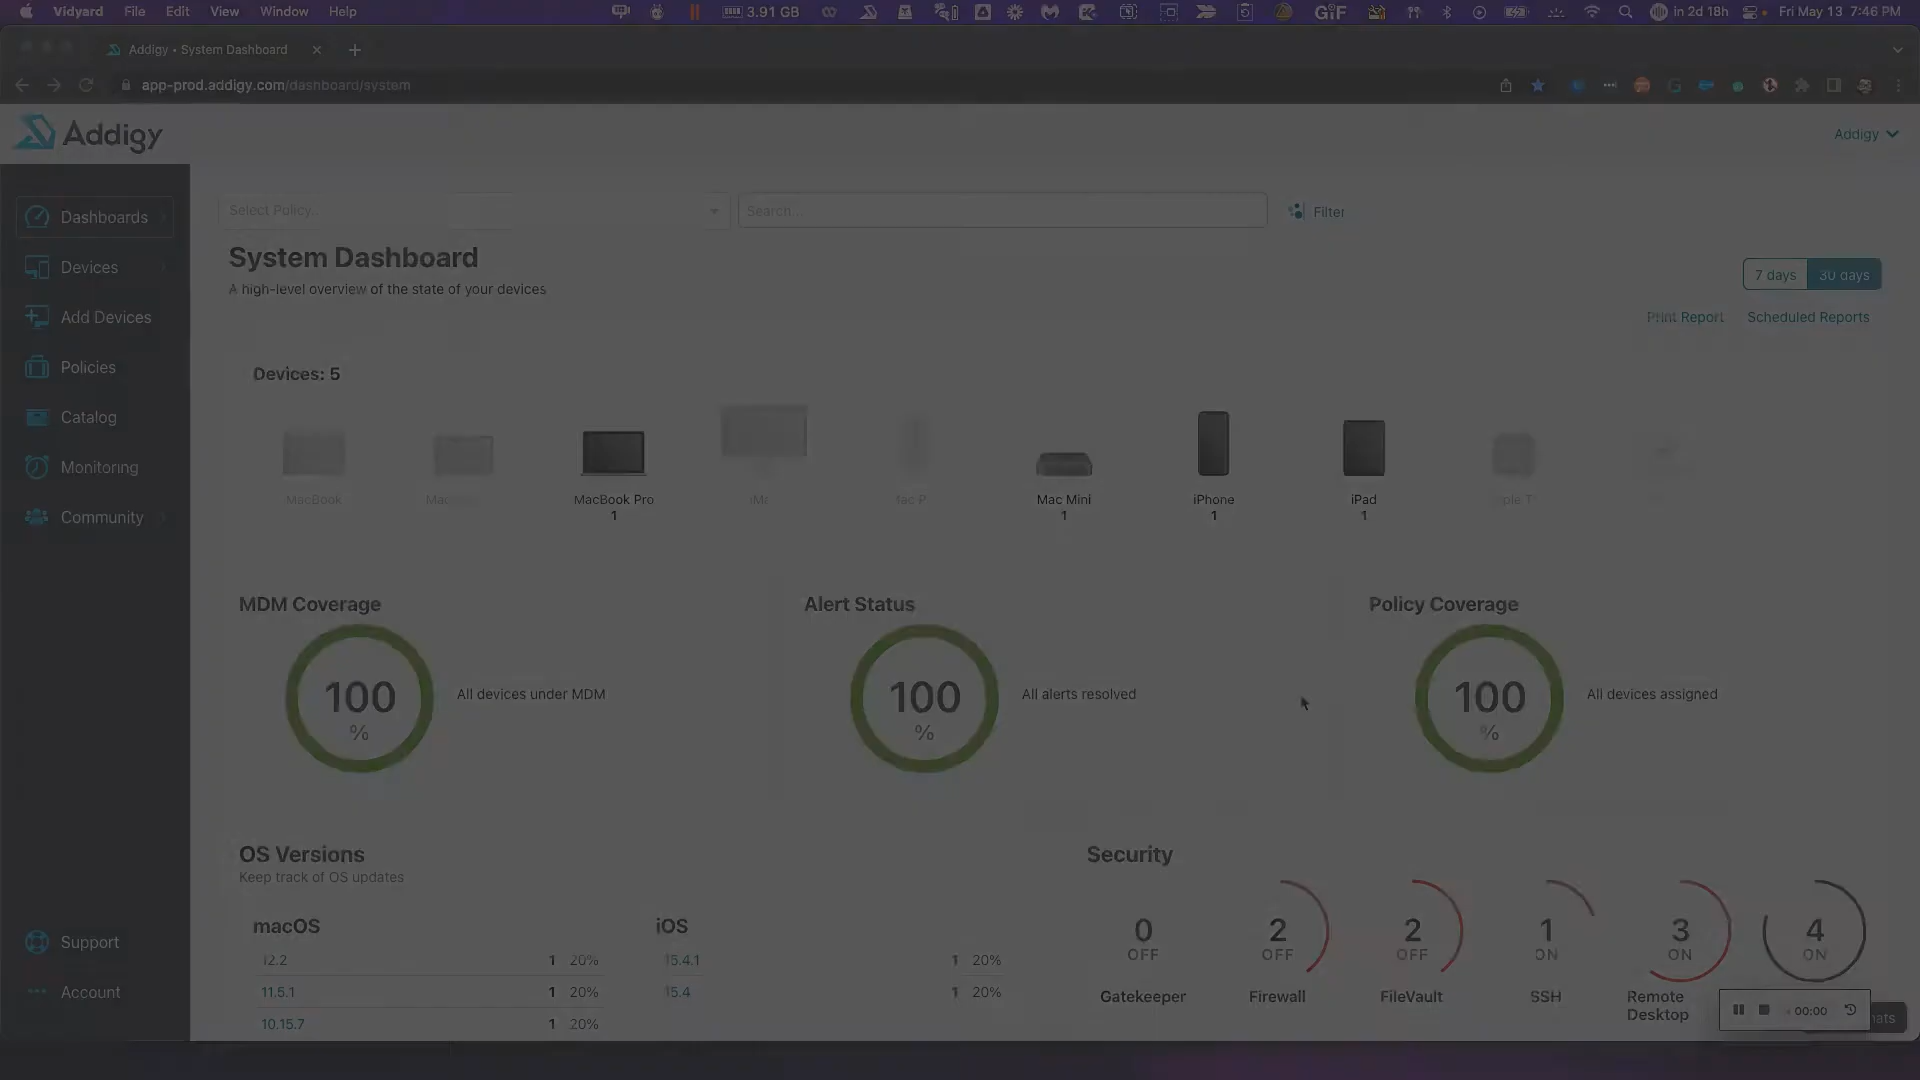 Vidyard File Edit View Window Help 3.91 GB GIF in 2d 18h Fri May 13 7:46 PM
Addigy • System Dashboard
app-prod.addigy.com/dashboard/system
Addigy
Addigy
Dashboards
Devices
Add Devices
Policies
Catalog
Monitoring
Community
Support
Account
Select Policy..
Search...
Filter
System Dashboard
A high-level overview of the state of your devices
7 days 30 days
Print Report Scheduled Reports
Devices: 5
MacBook MacBook Pro Mac Mini iPhone iPad
1 1 1 1
MDM Coverage Alert Status Policy Coverage
100 100 100
% % %
All devices under MDM All alerts resolved All devices assigned
OS Versions
Keep track of OS updates
macOS
12.2 1 20%
11.5.1 1 20%
10.15.7 1 20%
iOS
15.4.1 1 20%
15.4 1 20%
Security
0 2 2 1 3 4
OFF OFF OFF ON ON ON
Gatekeeper Firewall FileVault SSH Remote
Desktop
00:00